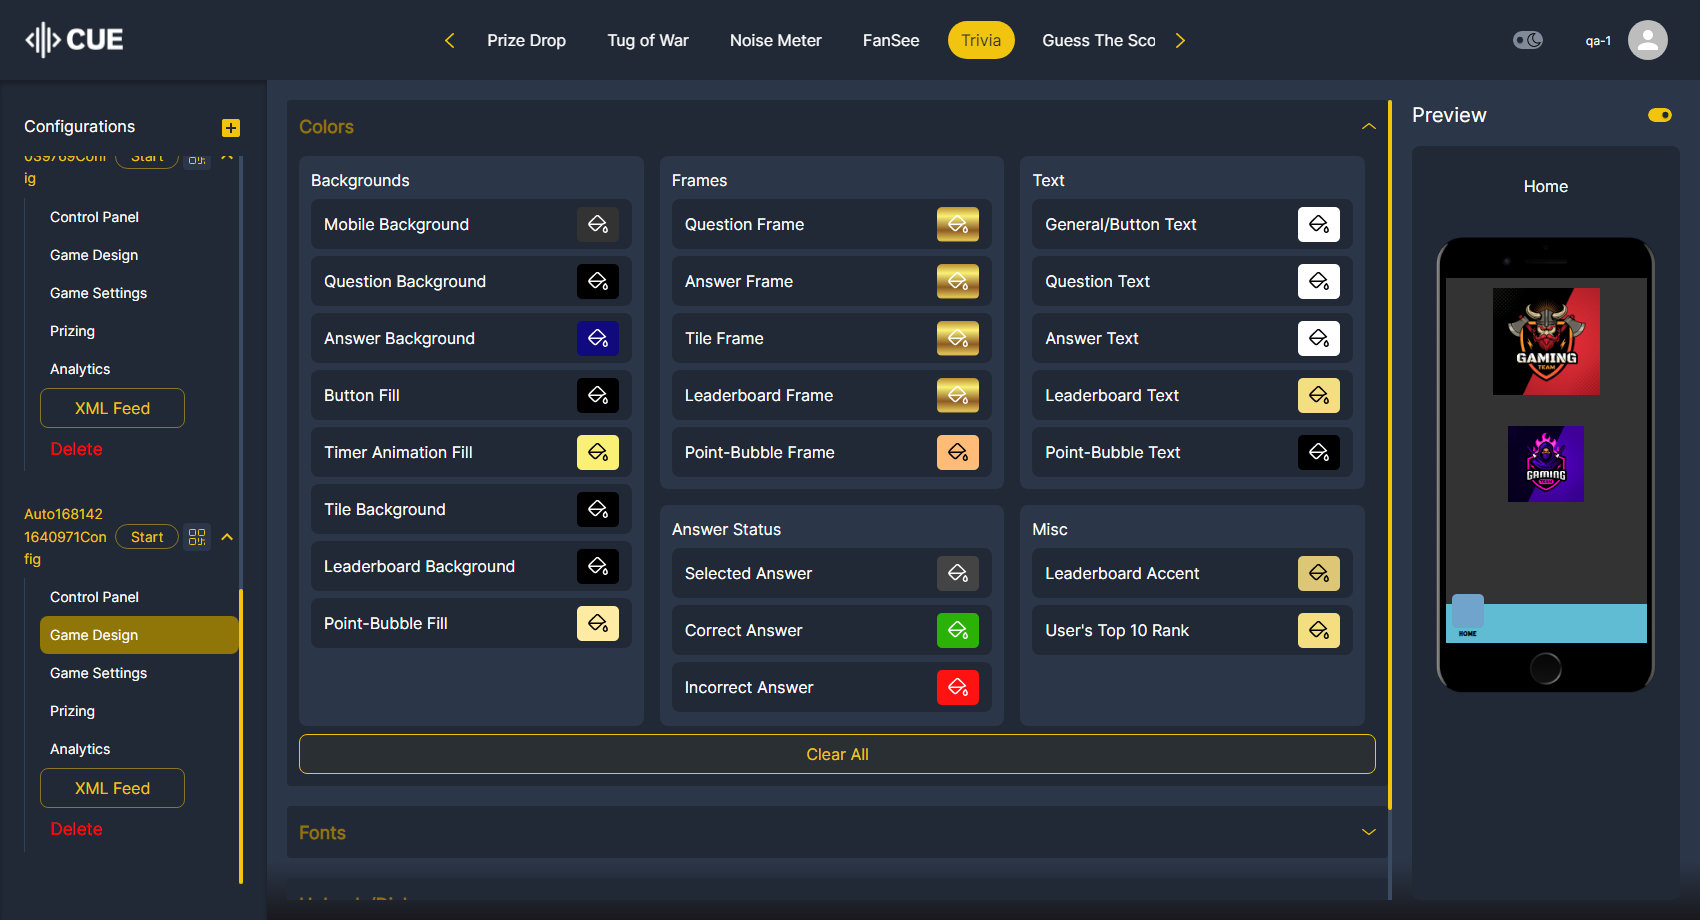 CUE
Prize Drop
Tug of War
Noise Meter
FanSee
Trivia
Guess The Sco
qa-1
Configurations
039769Conf
ig
Start
Control Panel
Game Design
Game Settings
Prizing
Analytics
XML Feed
Delete
Auto168142
1640971Con
fig
Start
Control Panel
Game Design
Game Settings
Prizing
Analytics
XML Feed
Delete
Colors
Backgrounds
Mobile Background
Question Background
Answer Background
Button Fill
Timer Animation Fill
Tile Background
Leaderboard Background
Point-Bubble Fill
Frames
Question Frame
Answer Frame
Tile Frame
Leaderboard Frame
Point-Bubble Frame
Text
General/Button Text
Question Text
Answer Text
Leaderboard Text
Point-Bubble Text
Answer Status
Selected Answer
Correct Answer
Incorrect Answer
Misc
Leaderboard Accent
User's Top 10 Rank
Clear All
Fonts
Preview
Home
GAMING
TEAM
GAMING
TEAM
HOME